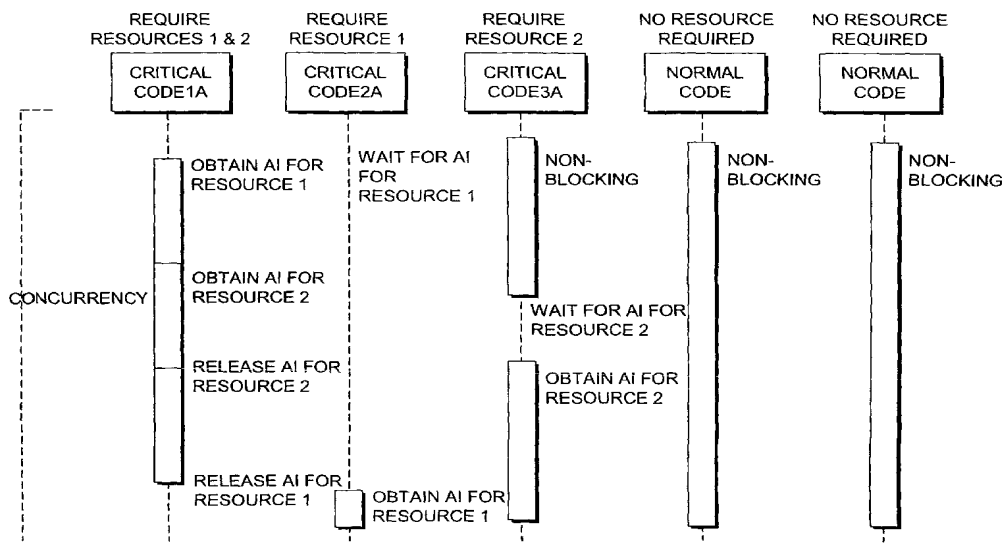 REQUIRE
RESOURCES 1 & 2
REQUIRE
RESOURCE 1
REQUIRE
RESOURCE 2
NO RESOURCE
REQUIRED
NO RESOURCE
REQUIRED
CRITICAL
CODE1A
CRITICAL
CODE2A
CRITICAL
CODE3A
NORMAL
CODE
NORMAL
CODE
OBTAIN AI FOR
RESOURCE 1
WAIT FOR AI
FOR
RESOURCE 1
NON-
BLOCKING
NON-
BLOCKING
NON-
BLOCKING
CONCURRENCY
OBTAIN AI FOR
RESOURCE 2
WAIT FOR AI FOR
RESOURCE 2
RELEASE AI FOR
RESOURCE 2
OBTAIN AI FOR
RESOURCE 2
RELEASE AI FOR
RESOURCE 1
OBTAIN AI FOR
RESOURCE 1